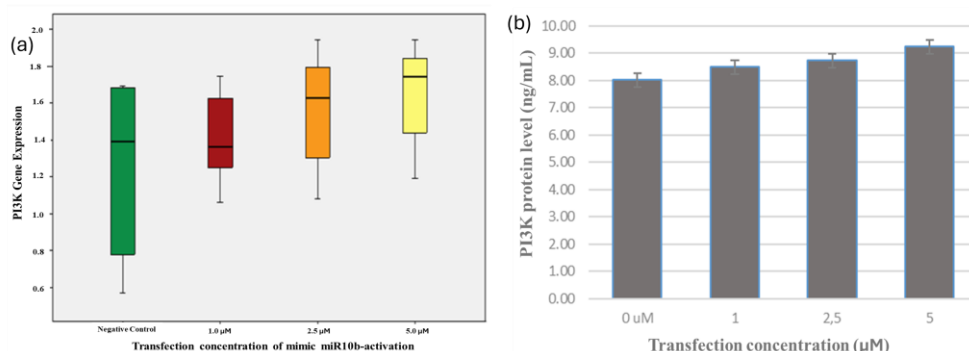 (a)
PI3K Gene Expression
2.0
1.8
1.6
1.4
1.2
1.0
0.8
0.6
Negative Control 1.0 µM 2.5 µM 5.0 µM
Transfection concentration of mimic miR10b-activation
(b)
PI3K protein level (ng/mL)
10.00
9.00
8.00
7.00
6.00
5.00
4.00
3.00
2.00
1.00
0.00
0 uM 1 2,5 5
Transfection concentration (µM)